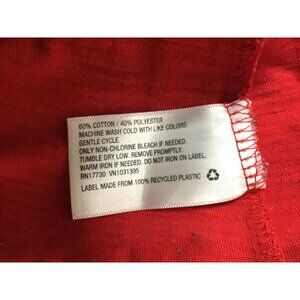 60% COTTON / 40% POLYESTER
MACHINE WASH COLD WITH LIKE COLORS.
GENTLE CYCLE.
ONLY NON-CHLORINE BLEACH IF NEEDED.
TUMBLE DRY LOW. REMOVE PROMPTLY.
WARM IRON IF NEEDED. DO NOT IRON ON LABEL.
RN17730 VN1031395
LABEL MADE FROM 100% RECYCLED PLASTIC